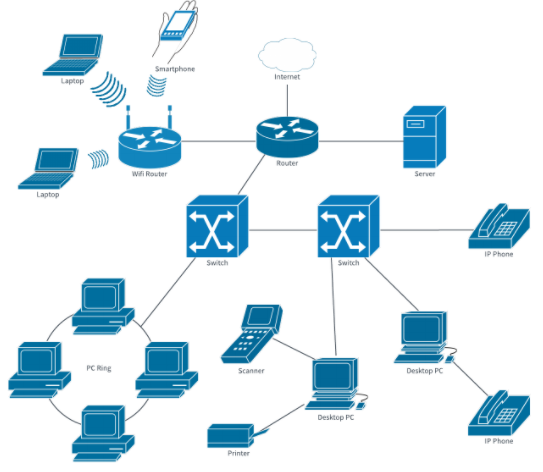 Smartphone
Laptop
Internet
Laptop
Wifi Router
Router
Server
Switch
Switch
IP Phone
PC Ring
Scanner
Desktop PC
Desktop PC
Printer
IP Phone